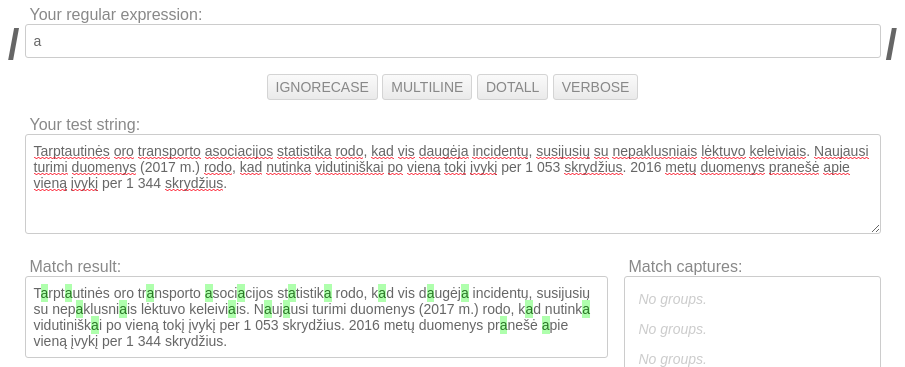 Your regular expression:
/ a /
IGNORECASE MULTILINE DOTALL VERBOSE
Your test string:
Tarptautinės oro transporto asociacijos statistika rodo, kad vis daugėja incidentų, susijusių su nepaklusniais lėktuvo keleiviais. Naujausi
turimi duomenys (2017 m.) rodo, kad nutinka vidutiniškai po vieną tokį įvykį per 1 053 skrydžius. 2016 metų duomenys pranešė apie
vieną įvykį per 1 344 skrydžius.
Match result:
Tarptautinės oro transporto asociacijos statistika rodo, kad vis daugėja incidentų, susijusių
su nepaklusniais lėktuvo keleiviais. Naujausi turimi duomenys (2017 m.) rodo, kad nutinka
vidutiniškai po vieną tokį įvykį per 1 053 skrydžius. 2016 metų duomenys pranešė apie
vieną įvykį per 1 344 skrydžius.
Match captures:
No groups.
No groups.
No groups.